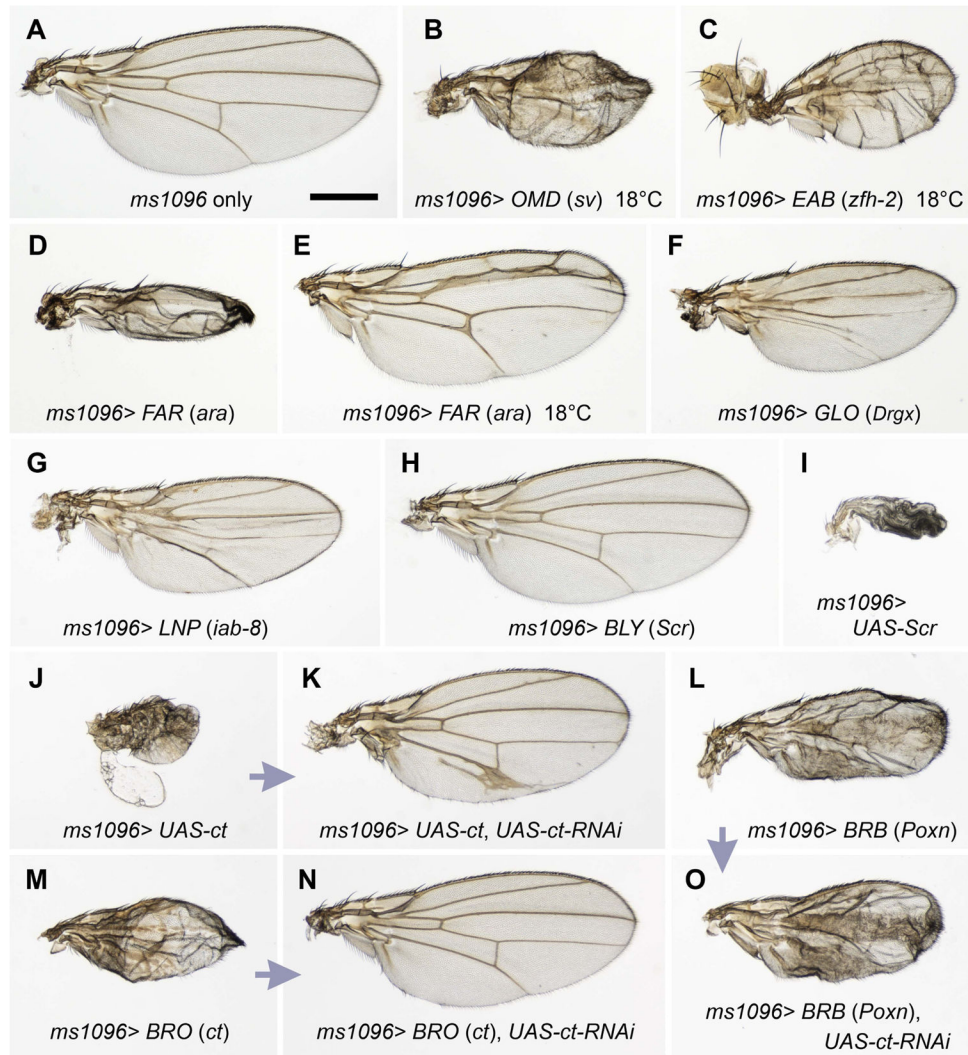 A
ms1096 only
B
ms1096> OMD (sv) 18°C
C
ms1096> EAB (zfh-2) 18°C
D
ms1096> FAR (ara)
E
ms1096> FAR (ara) 18°C
F
ms1096> GLO (Drgx)
G
ms1096> LNP (iab-8)
H
ms1096> BLY (Scr)
I
ms1096>
UAS-Scr
J
ms1096> UAS-ct
K
ms1096> UAS-ct, UAS-ct-RNAi
L
ms1096> BRB (Poxn)
M
ms1096> BRO (ct)
N
ms1096> BRO (ct), UAS-ct-RNAi
O
ms1096> BRB (Poxn),
UAS-ct-RNAi